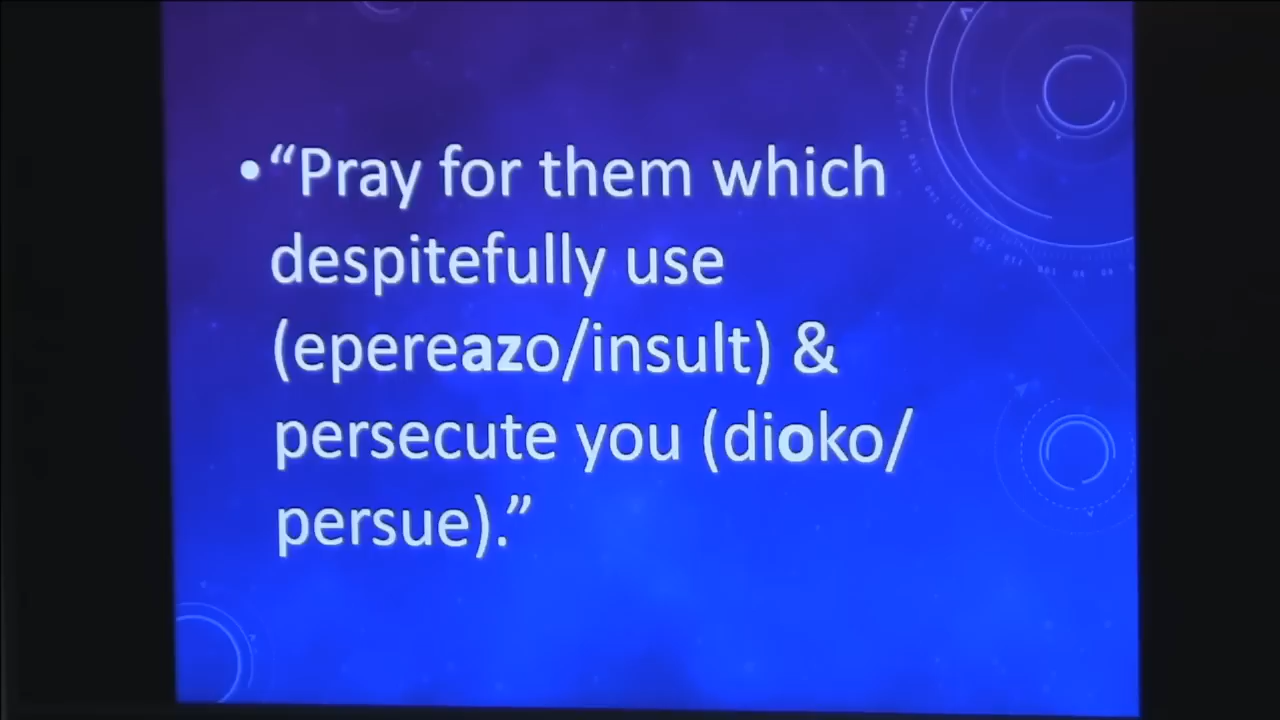 •“Pray for them which
despitefully use
(epereazo/insult) &
persecute you (dioko/
persue).”